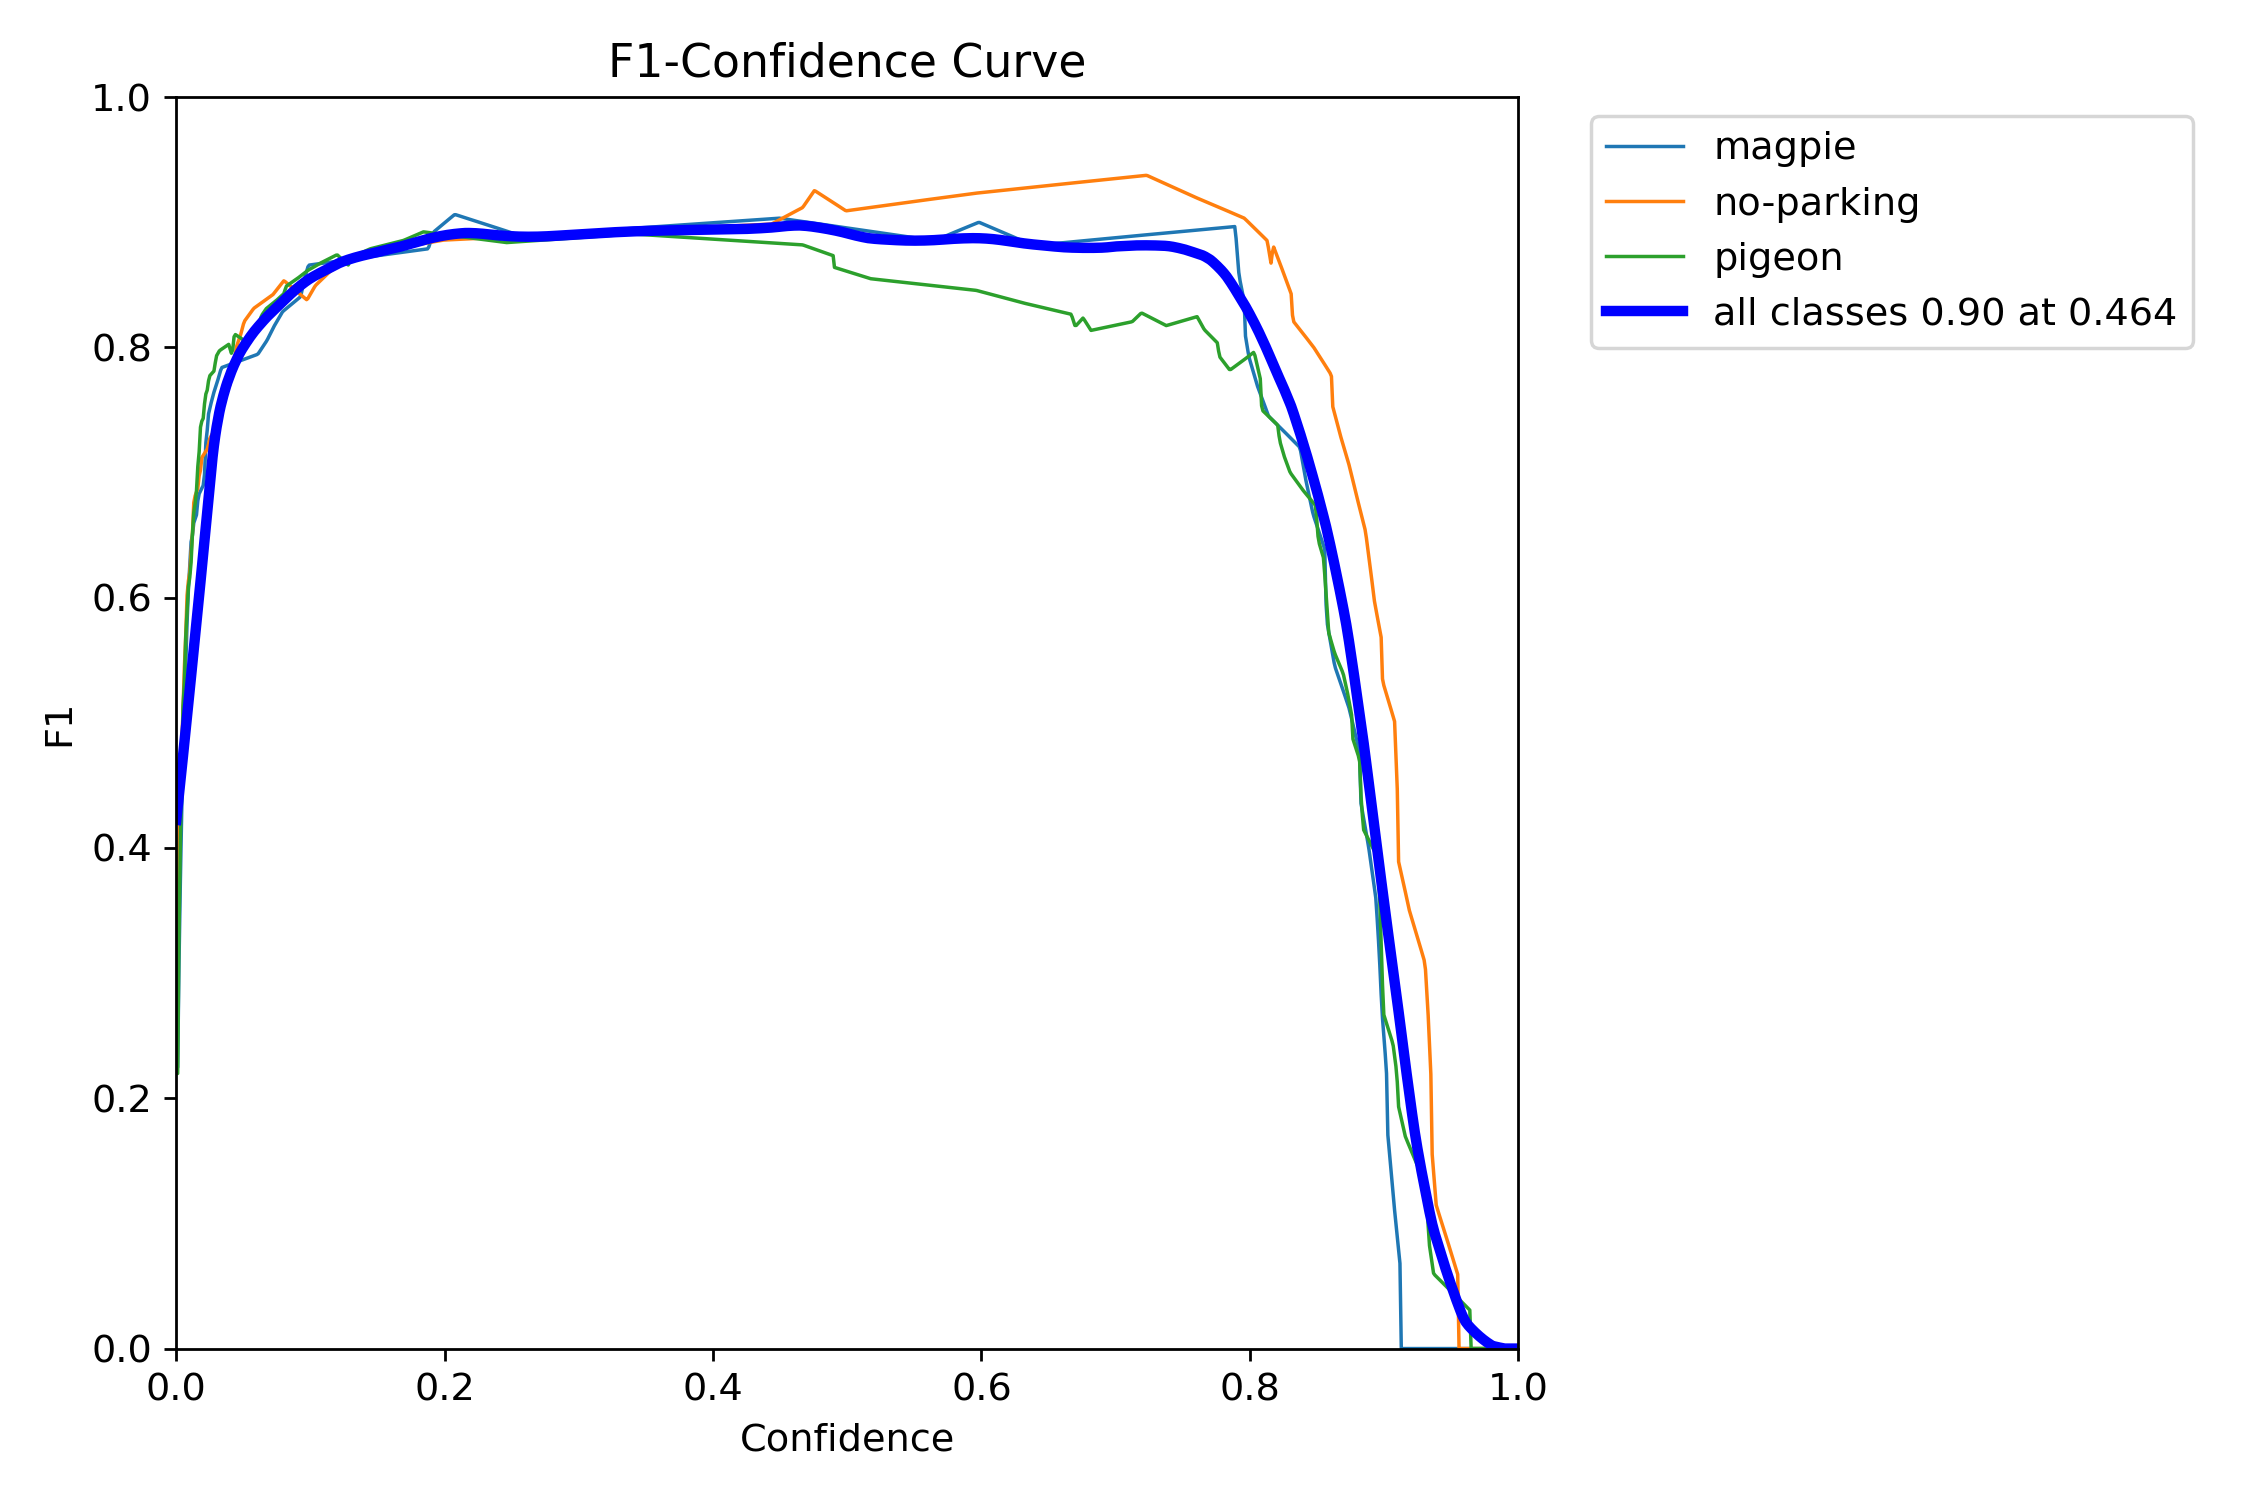 F1-Confidence Curve
1.0
0.8
0.6
0.4
0.2
0.0
F1
0.0 0.2 0.4 0.6 0.8 1.0
Confidence
magpie
no-parking
pigeon
all classes 0.90 at 0.464